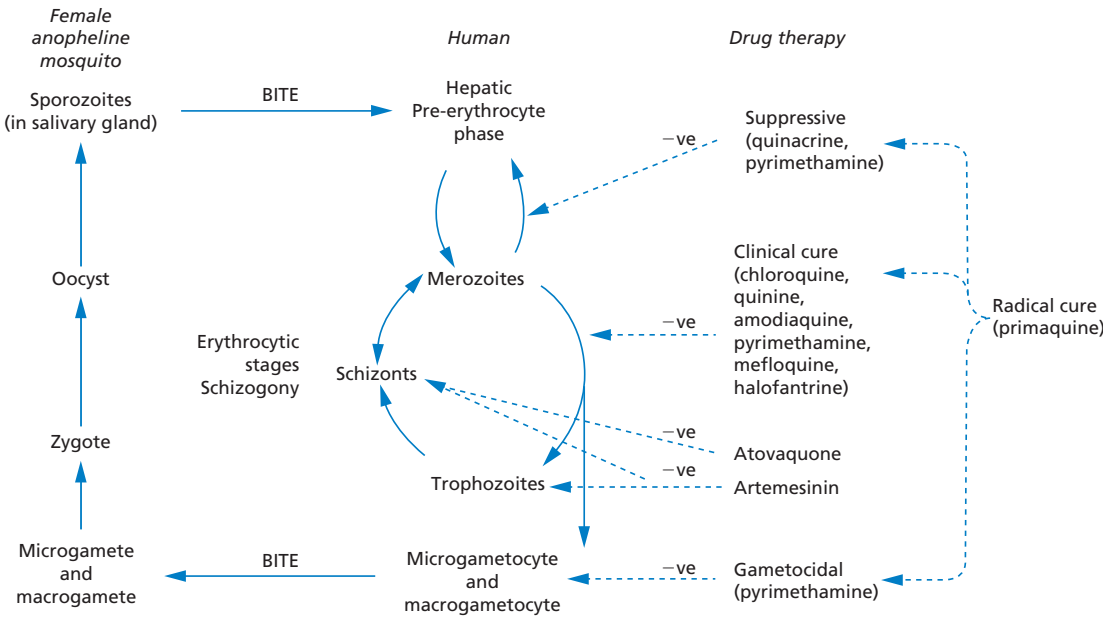 Female
anopheline
mosquito
Human
Drug therapy
Sporozoites
(in salivary gland)
BITE
Hepatic
Pre-erythrocyte
phase
−ve
Suppressive
(quinacrine,
pyrimethamine)
Oocyst
Merozoites
Clinical cure
(chloroquine,
quinine,
amodiaquine,
pyrimethamine,
mefloquine,
halofantrine)
−ve
Radical cure
(primaquine)
Erythrocytic
stages
Schizogony
Schizonts
Zygote
−ve
Atovaquone
Trophozoites
−ve
Artemesinin
Microgamete
and
macrogamete
BITE
Microgametocyte
and
macrogametocyte
−ve
Gametocidal
(pyrimethamine)